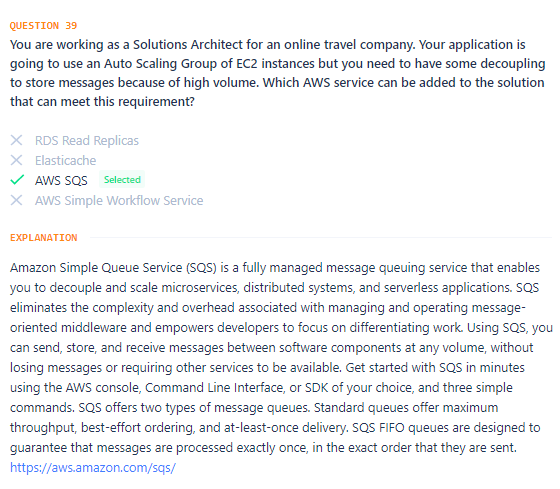 QUESTION 39
You are working as a Solutions Architect for an online travel company. Your application is
going to use an Auto Scaling Group of EC2 instances but you need to have some decoupling
to store messages because of high volume. Which AWS service can be added to the solution
that can meet this requirement?
RDS Read Replicas
Elasticache
AWS SQS Selected
AWS Simple Workflow Service
EXPLANATION
Amazon Simple Queue Service (SQS) is a fully managed message queuing service that enables
you to decouple and scale microservices, distributed systems, and serverless applications. SQS
eliminates the complexity and overhead associated with managing and operating message-
oriented middleware and empowers developers to focus on differentiating work. Using SQS, you
can send, store, and receive messages between software components at any volume, without
losing messages or requiring other services to be available. Get started with SQS in minutes
using the AWS console, Command Line Interface, or SDK of your choice, and three simple
commands. SQS offers two types of message queues. Standard queues offer maximum
throughput, best-effort ordering, and at-least-once delivery. SQS FIFO queues are designed to
guarantee that messages are processed exactly once, in the exact order that they are sent.
https://aws.amazon.com/sqs/